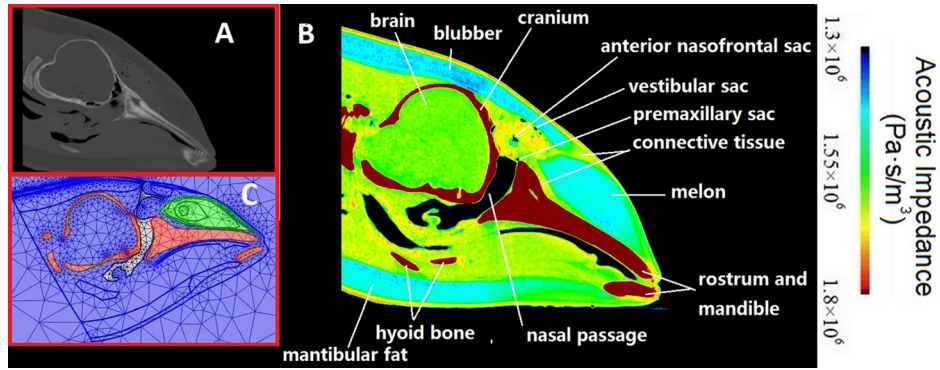 A
B
C
brain
blubber
cranium
anterior nasofrontal sac
vestibular sac
premaxillary sac
connective tissue
melon
rostrum and
mandible
nasal passage
hyoid bone
mantibular fat
1.3×10⁶
1.55×10⁶
1.8×10⁶
Acoustic Impedance
(Pa·s/m³)